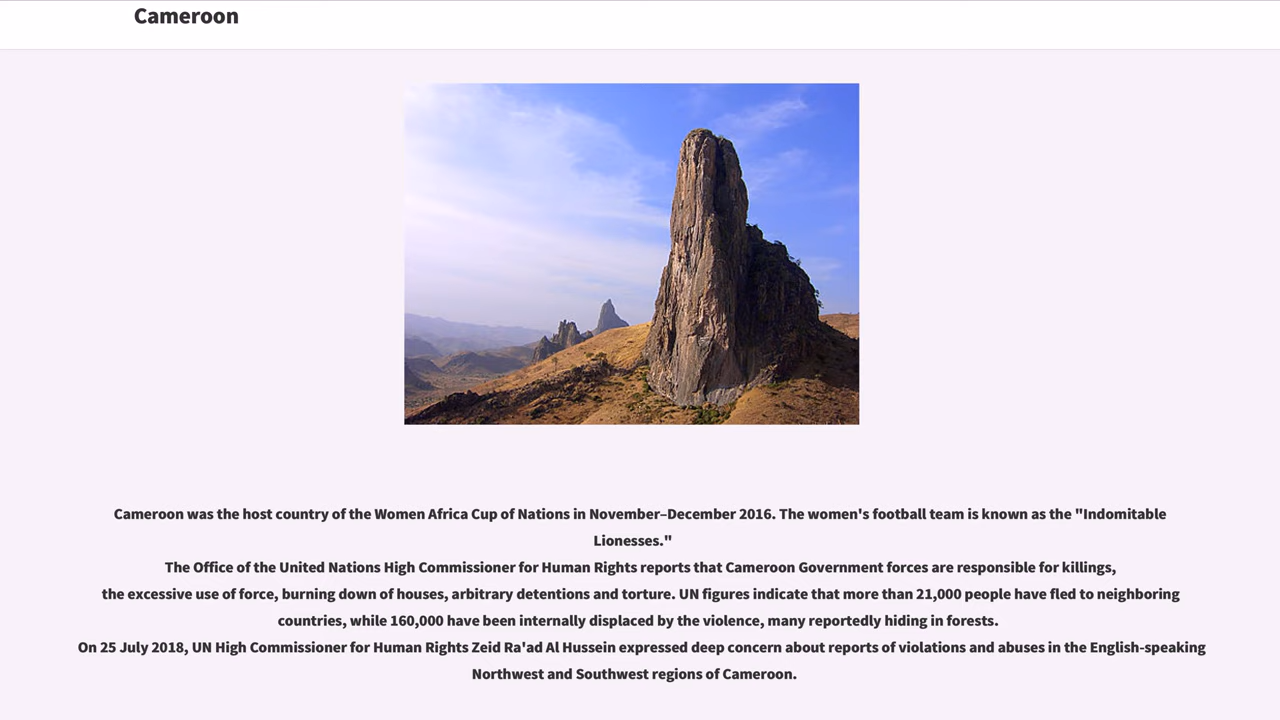 Cameroon
Cameroon was the host country of the Women Africa Cup of Nations in November–December 2016. The women's football team is known as the "Indomitable
Lionesses."
The Office of the United Nations High Commissioner for Human Rights reports that Cameroon Government forces are responsible for killings,
the excessive use of force, burning down of houses, arbitrary detentions and torture. UN figures indicate that more than 21,000 people have fled to neighboring
countries, while 160,000 have been internally displaced by the violence, many reportedly hiding in forests.
On 25 July 2018, UN High Commissioner for Human Rights Zeid Ra'ad Al Hussein expressed deep concern about reports of violations and abuses in the English-speaking
Northwest and Southwest regions of Cameroon.